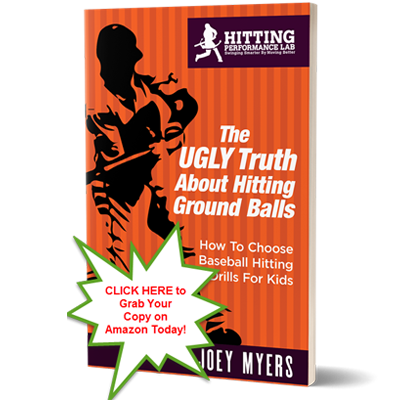 HITTING
PERFORMANCE LAB
Swinging Smarter By Moving Better
The
UGLY Truth
About Hitting
Ground Balls
How To Choose
Baseball Hitting
Drills For Kids
CLICK HERE to
Grab Your
Copy on
Amazon Today!
JOEY MYERS